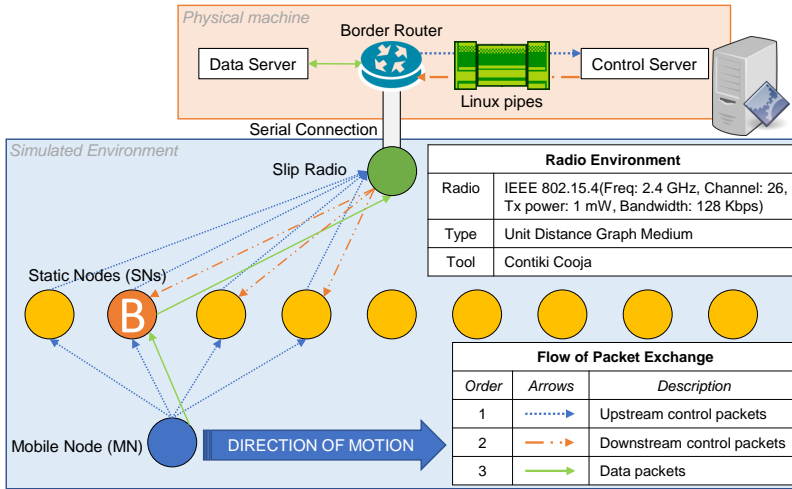 Physical machine
Border Router
Data Server
Control Server
Linux pipes
Serial Connection
Simulated Environment
Slip Radio
Radio Environment
Radio
IEEE 802.15.4(Freq: 2.4 GHz, Channel: 26,
Tx power: 1 mW, Bandwidth: 128 Kbps)
Type
Unit Distance Graph Medium
Tool
Contiki Cooja
Static Nodes (SNs)
B
Flow of Packet Exchange
Order Arrows Description
1 Upstream control packets
2 Downstream control packets
3 Data packets
Mobile Node (MN)
DIRECTION OF MOTION